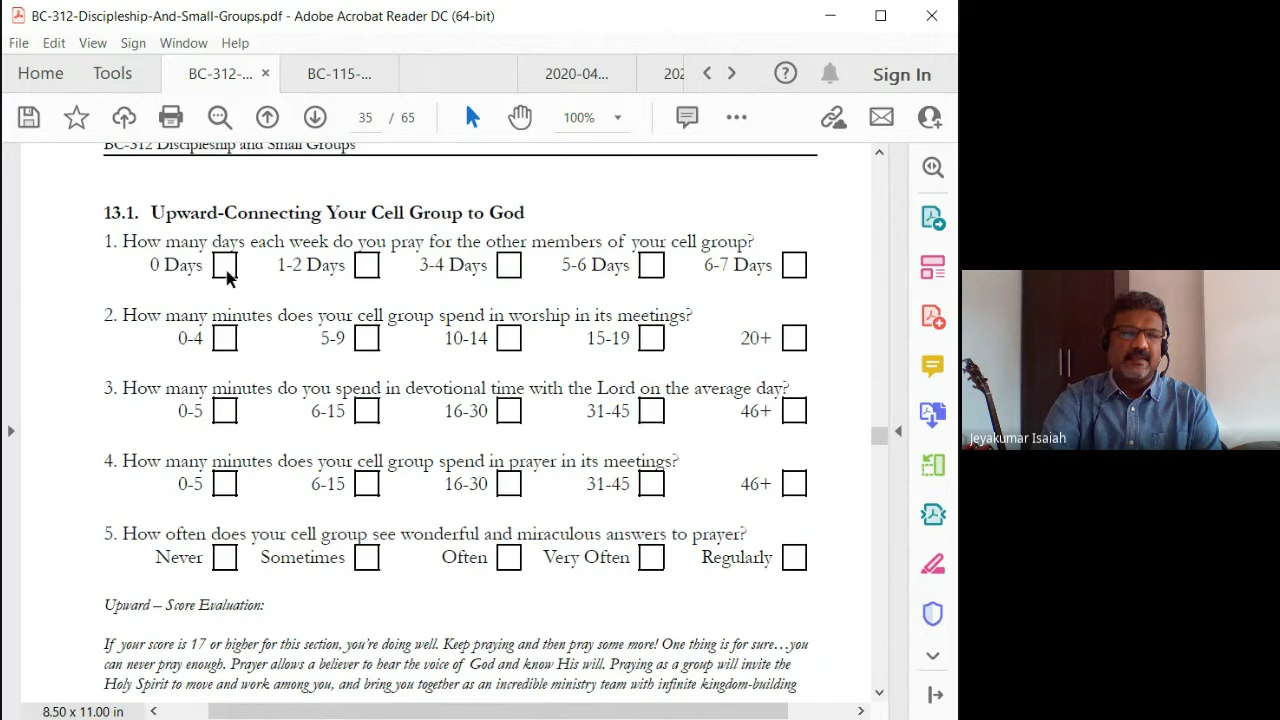 BC-312-Discipleship-And-Small-Groups.pdf - Adobe Acrobat Reader DC (64-bit)
File Edit View Sign Window Help
Home Tools BC-312-... × BC-115-... 2020-04... 202 Sign In
35 / 65 100%
BC-312 Discipleship and Small Groups
13.1. Upward-Connecting Your Cell Group to God
1. How many days each week do you pray for the other members of your cell group?
0 Days 1-2 Days 3-4 Days 5-6 Days 6-7 Days
2. How many minutes does your cell group spend in worship in its meetings?
0-4 5-9 10-14 15-19 20+
3. How many minutes do you spend in devotional time with the Lord on the average day?
0-5 6-15 16-30 31-45 46+
4. How many minutes does your cell group spend in prayer in its meetings?
0-5 6-15 16-30 31-45 46+
5. How often does your cell group see wonderful and miraculous answers to prayer?
Never Sometimes Often Very Often Regularly
Upward – Score Evaluation:
If your score is 17 or higher for this section, you're doing well. Keep praying and then pray some more! One thing is for sure…you
can never pray enough. Prayer allows a believer to hear the voice of God and know His will. Praying as a group will invite the
Holy Spirit to move and work among you, and bring you together as an incredible ministry team with infinite kingdom-building
8.50 x 11.00 in
Jeyakumar Isaiah